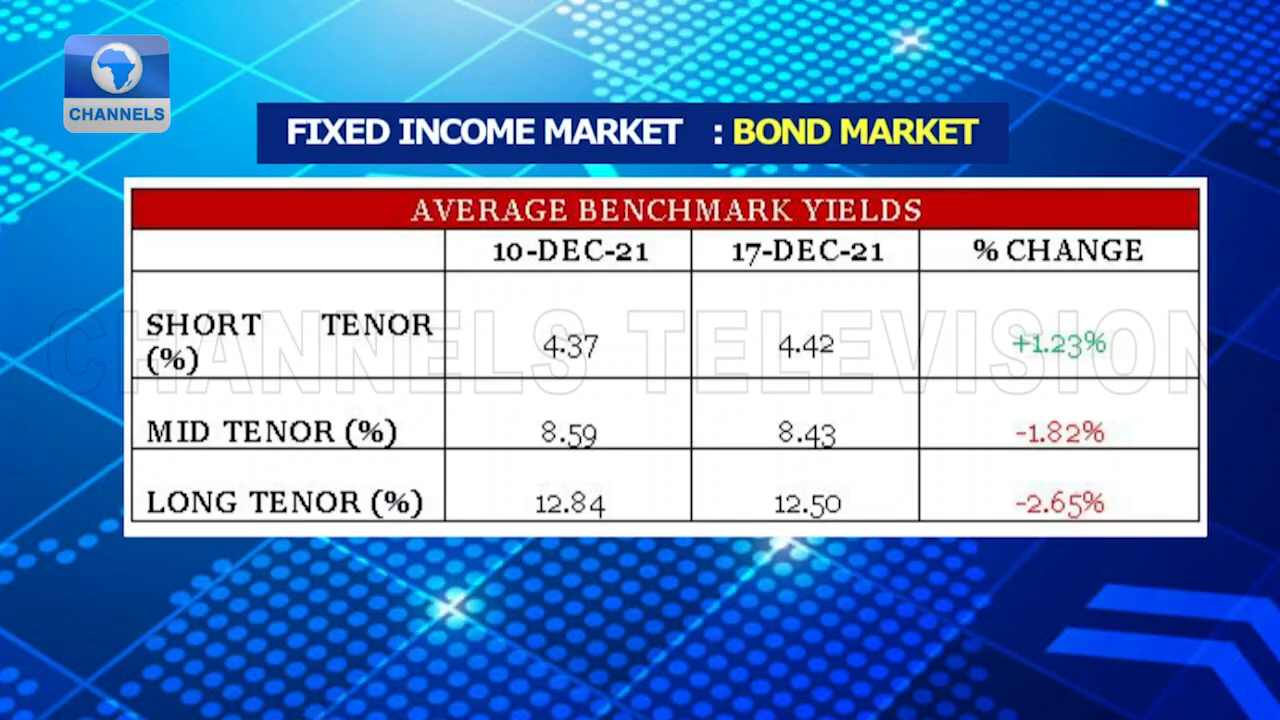 CHANNELS
FIXED INCOME MARKET : BOND MARKET
AVERAGE BENCHMARK YIELDS
10-DEC-21 17-DEC-21 % CHANGE
SHORT TENOR
(%) 4.37 4.42 +1.23%
MID TENOR (%) 8.59 8.43 -1.82%
LONG TENOR (%) 12.84 12.50 -2.65%
CHANNELS TELEVISION